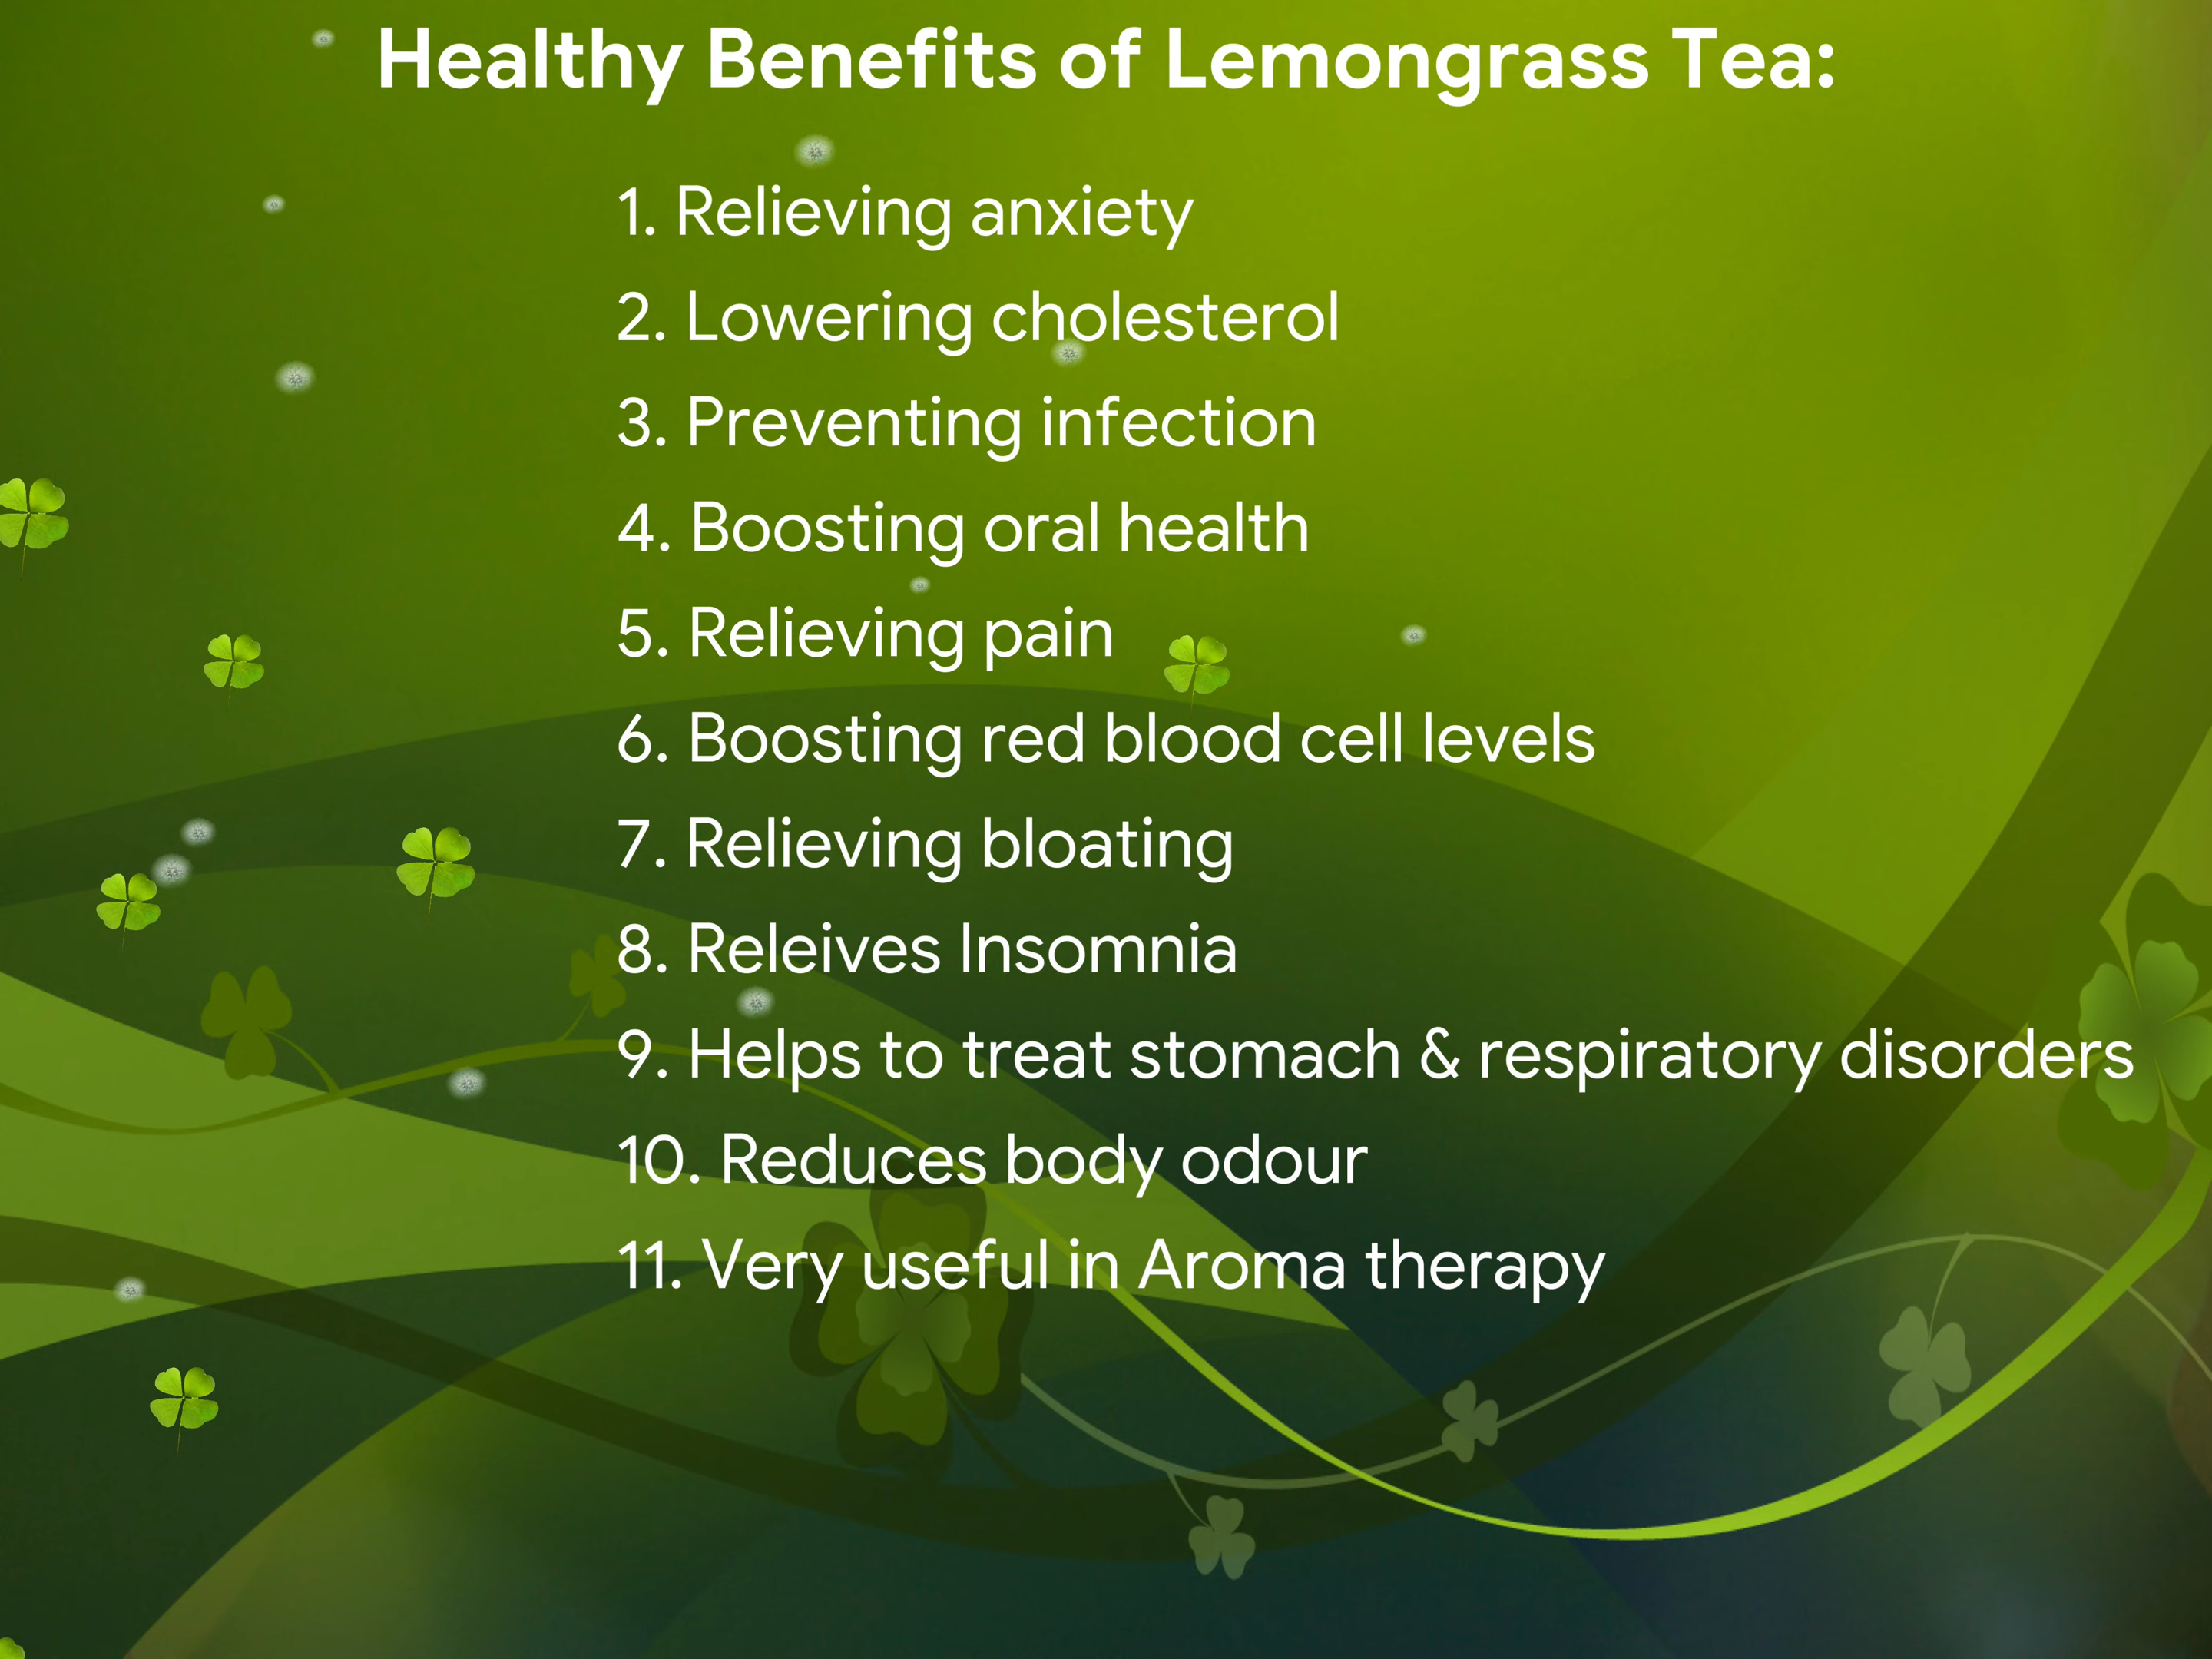 Healthy Benefits of Lemongrass Tea:
1. Relieving anxiety
2. Lowering cholesterol
3. Preventing infection
4. Boosting oral health
5. Relieving pain
6. Boosting red blood cell levels
7. Relieving bloating
8. Releives Insomnia
9. Helps to treat stomach & respiratory disorders
10. Reduces body odour
11. Very useful in Aroma therapy